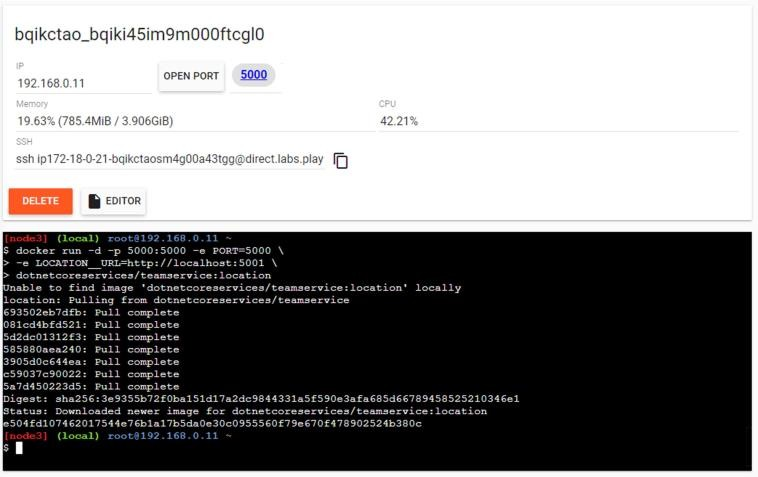 bqikctao_bqiki45im9m000ftcgl0
IP
192.168.0.11
OPEN PORT
5000
Memory
19.63% (785.4MiB / 3.906GiB)
CPU
42.21%
SSH
ssh ip172-18-0-21-bqikctaosm4g00a43tgg@direct.labs.play
DELETE
EDITOR
[node3] (local) root@192.168.0.11 ~
$ docker run -d -p 5000:5000 -e PORT=5000 \
> -e LOCATION__URL=http://localhost:5001 \
> dotnetcoreservices/teamservice:location
Unable to find image 'dotnetcoreservices/teamservice:location' locally
location: Pulling from dotnetcoreservices/teamservice
693502eb7dfb: Pull complete
081cd4bfd521: Pull complete
5d2dc01312f3: Pull complete
585880aea240: Pull complete
3905d0c644ea: Pull complete
c59037c90022: Pull complete
5a7d450223d5: Pull complete
Digest: sha256:3e9355b72f0ba151d17a2dc9844331a5f590e3afa685d66789458525210346e1
Status: Downloaded newer image for dotnetcoreservices/teamservice:location
e504fd107462017544e76b1a17b5da0e30c0955560f79e670f478902524b380c
[node3] (local) root@192.168.0.11 ~
$